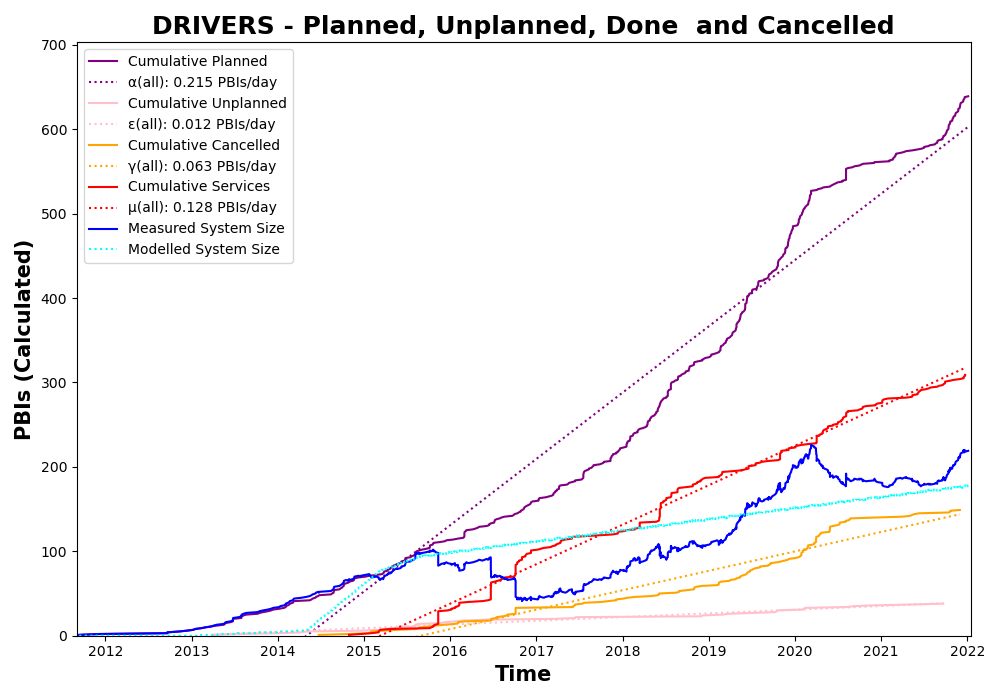 DRIVERS - Planned, Unplanned, Done  and Cancelled
Cumulative Planned
α(all): 0.215 PBIs/day
Cumulative Unplanned
ε(all): 0.012 PBIs/day
Cumulative Cancelled
γ(all): 0.063 PBIs/day
Cumulative Services
μ(all): 0.128 PBIs/day
Measured System Size
Modelled System Size
PBIs (Calculated)
700
600
500
400
300
200
100
0
2012 2013 2014 2015 2016 2017 2018 2019 2020 2021 2022
Time